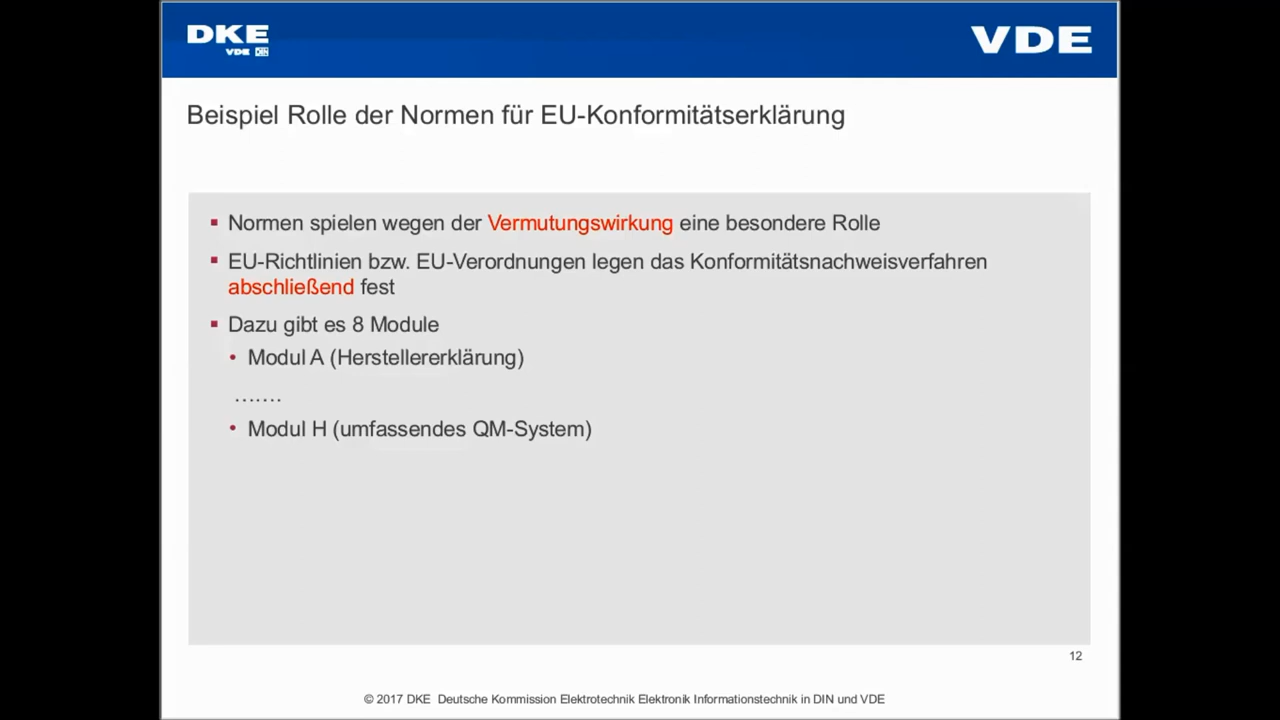 DKE
VDE DIN
VDE
Beispiel Rolle der Normen für EU-Konformitätserklärung
▪ Normen spielen wegen der Vermutungswirkung eine besondere Rolle
▪ EU-Richtlinien bzw. EU-Verordnungen legen das Konformitätsnachweisverfahren
abschließend fest
▪ Dazu gibt es 8 Module
• Modul A (Herstellererklärung)
.......
• Modul H (umfassendes QM-System)
12
© 2017 DKE Deutsche Kommission Elektrotechnik Elektronik Informationstechnik in DIN und VDE